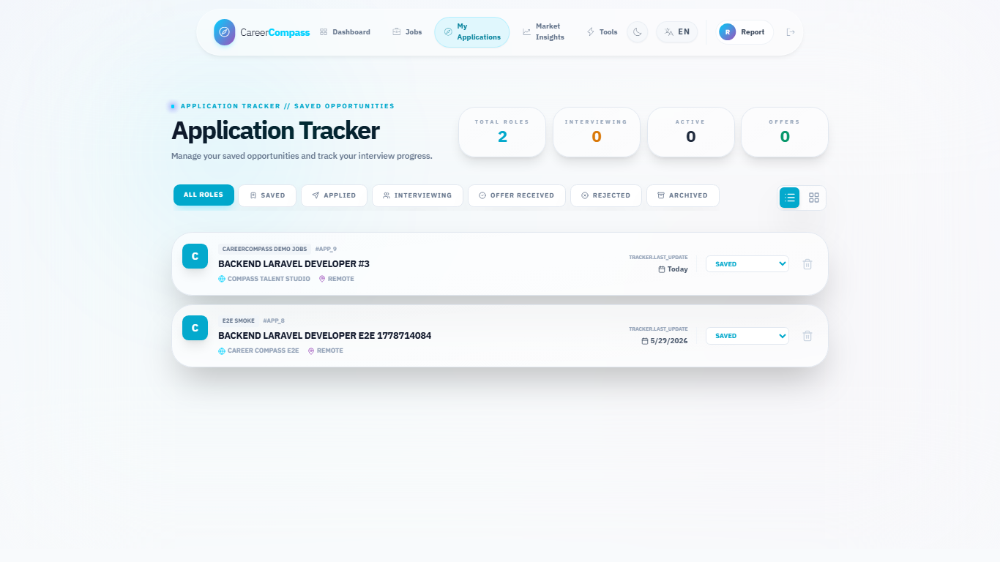 CareerCompass
Dashboard
Jobs
My
Applications
Market
Insights
Tools
EN
R
Report
APPLICATION TRACKER // SAVED OPPORTUNITIES
Application Tracker
Manage your saved opportunities and track your interview progress.
TOTAL ROLES
2
INTERVIEWING
0
ACTIVE
0
OFFERS
0
ALL ROLES
SAVED
APPLIED
INTERVIEWING
OFFER RECEIVED
REJECTED
ARCHIVED
C
CAREERCOMPASS DEMO JOBS #APP_9
BACKEND LARAVEL DEVELOPER #3
COMPASS TALENT STUDIO REMOTE
TRACKER.LAST_UPDATE
Today
SAVED
C
E2E SMOKE #APP_8
BACKEND LARAVEL DEVELOPER E2E 1778714084
CAREER COMPASS E2E REMOTE
TRACKER.LAST_UPDATE
5/29/2026
SAVED